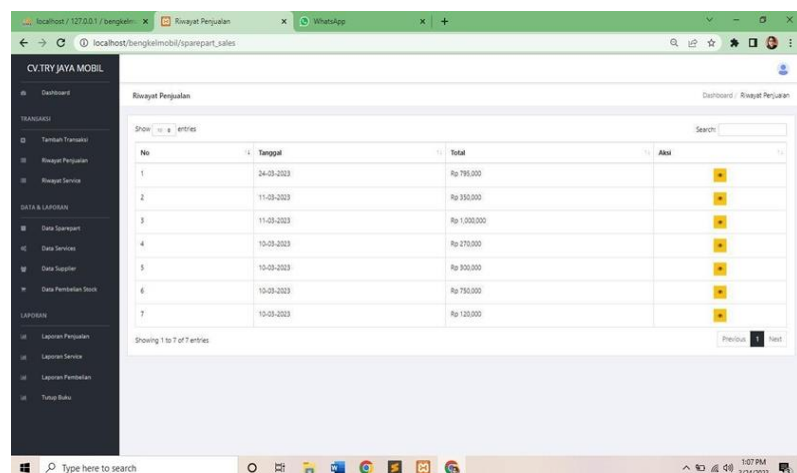 localhost / 127.0.0.1 / bengkelm
Riwayat Penjualan
WhatsApp
localhost/bengkelmobil/sparepart_sales
CV.TRY JAYA MOBIL
Dashboard
Riwayat Penjualan
Dashboard / Riwayat Penjualan
TRANSAKSI
Tambah Transaksi
Riwayat Penjualan
Riwayat Service
DATA & LAPORAN
Data Sparepart
Data Services
Data Supplier
Data Pembelian Stock
LAPORAN
Laporan Penjualan
Laporan Service
Laporan Pembelian
Tutup Buku
Show 10 entries
Search:
No Tanggal Total Aksi
1 24-03-2023 Rp 795,000
2 11-03-2023 Rp 350,000
3 11-03-2023 Rp 1,000,000
4 10-03-2023 Rp 270,000
5 10-03-2023 Rp 300,000
6 10-03-2023 Rp 750,000
7 10-03-2023 Rp 120,000
Showing 1 to 7 of 7 entries
Previous 1 Next
Type here to search
1:07 PM
3/24/2023